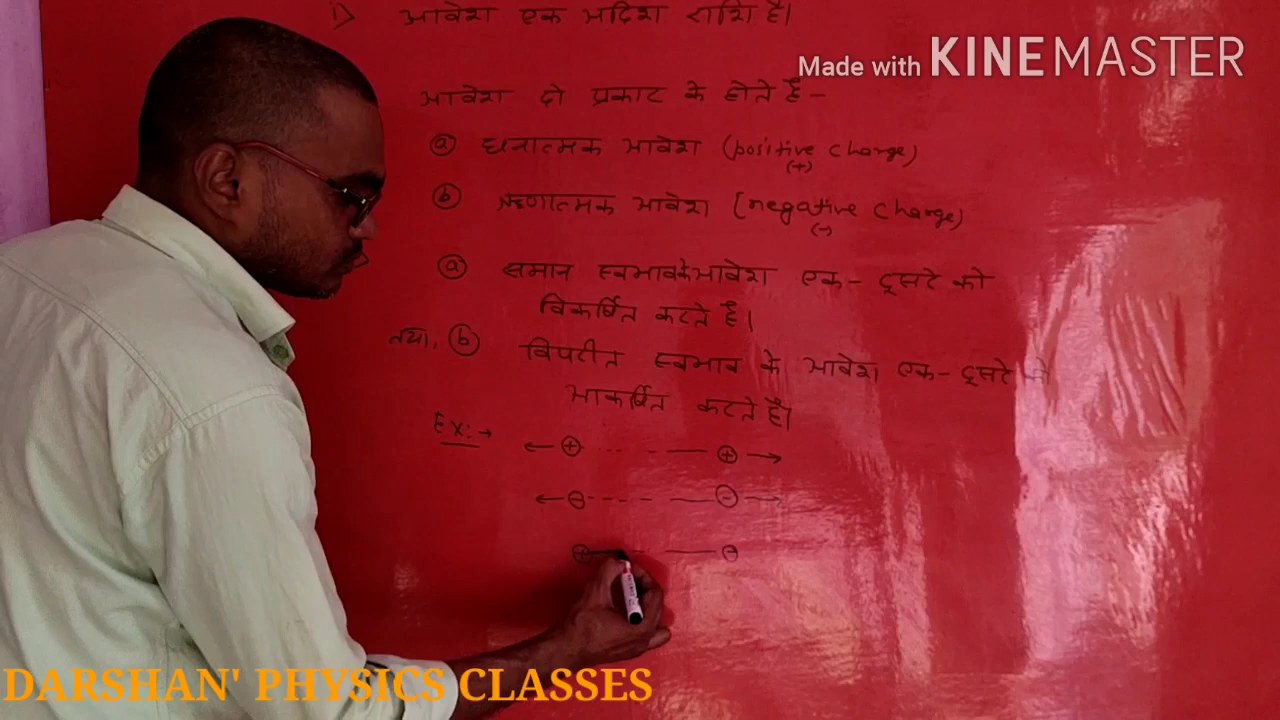 i) आवेश एक अदिश राशि है।
Made with KINEMASTER
आवेश दो प्रकार के होते है -
ⓐ धनात्मक आवेश (positive charge)
(+)
ⓑ ऋणात्मक आवेश (negative charge)
(-)
ⓐ समान स्वभावके आवेश एक - दूसरे को
विकर्षित करते है।
तथा, ⓑ विपरीत स्वभाव के आवेश एक - दूसरे को
आकर्षित करते है।
Ex: → ← ⊕ ---- ⊕ →
← ⊖ ---- ⊖ →
⊕ ---- ⊖
DARSHAN' PHYSICS CLASSES